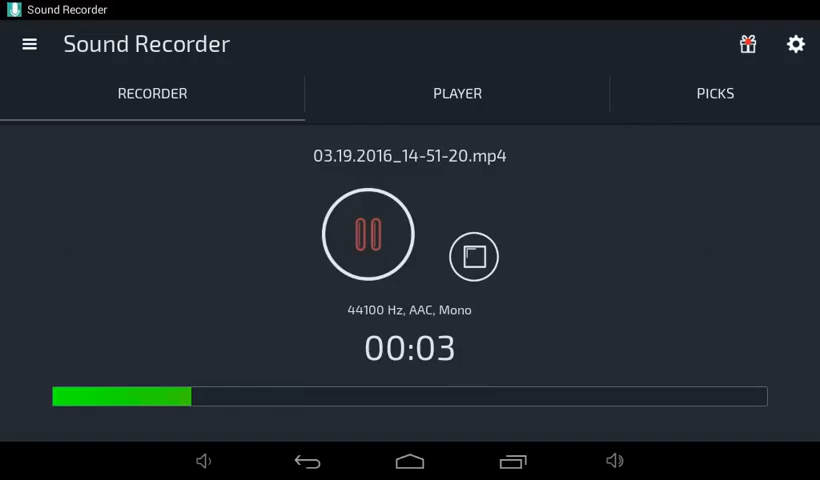 Sound Recorder
Sound Recorder
RECORDER
PLAYER
PICKS
03.19.2016_14-51-20.mp4
44100 Hz, AAC, Mono
00:03